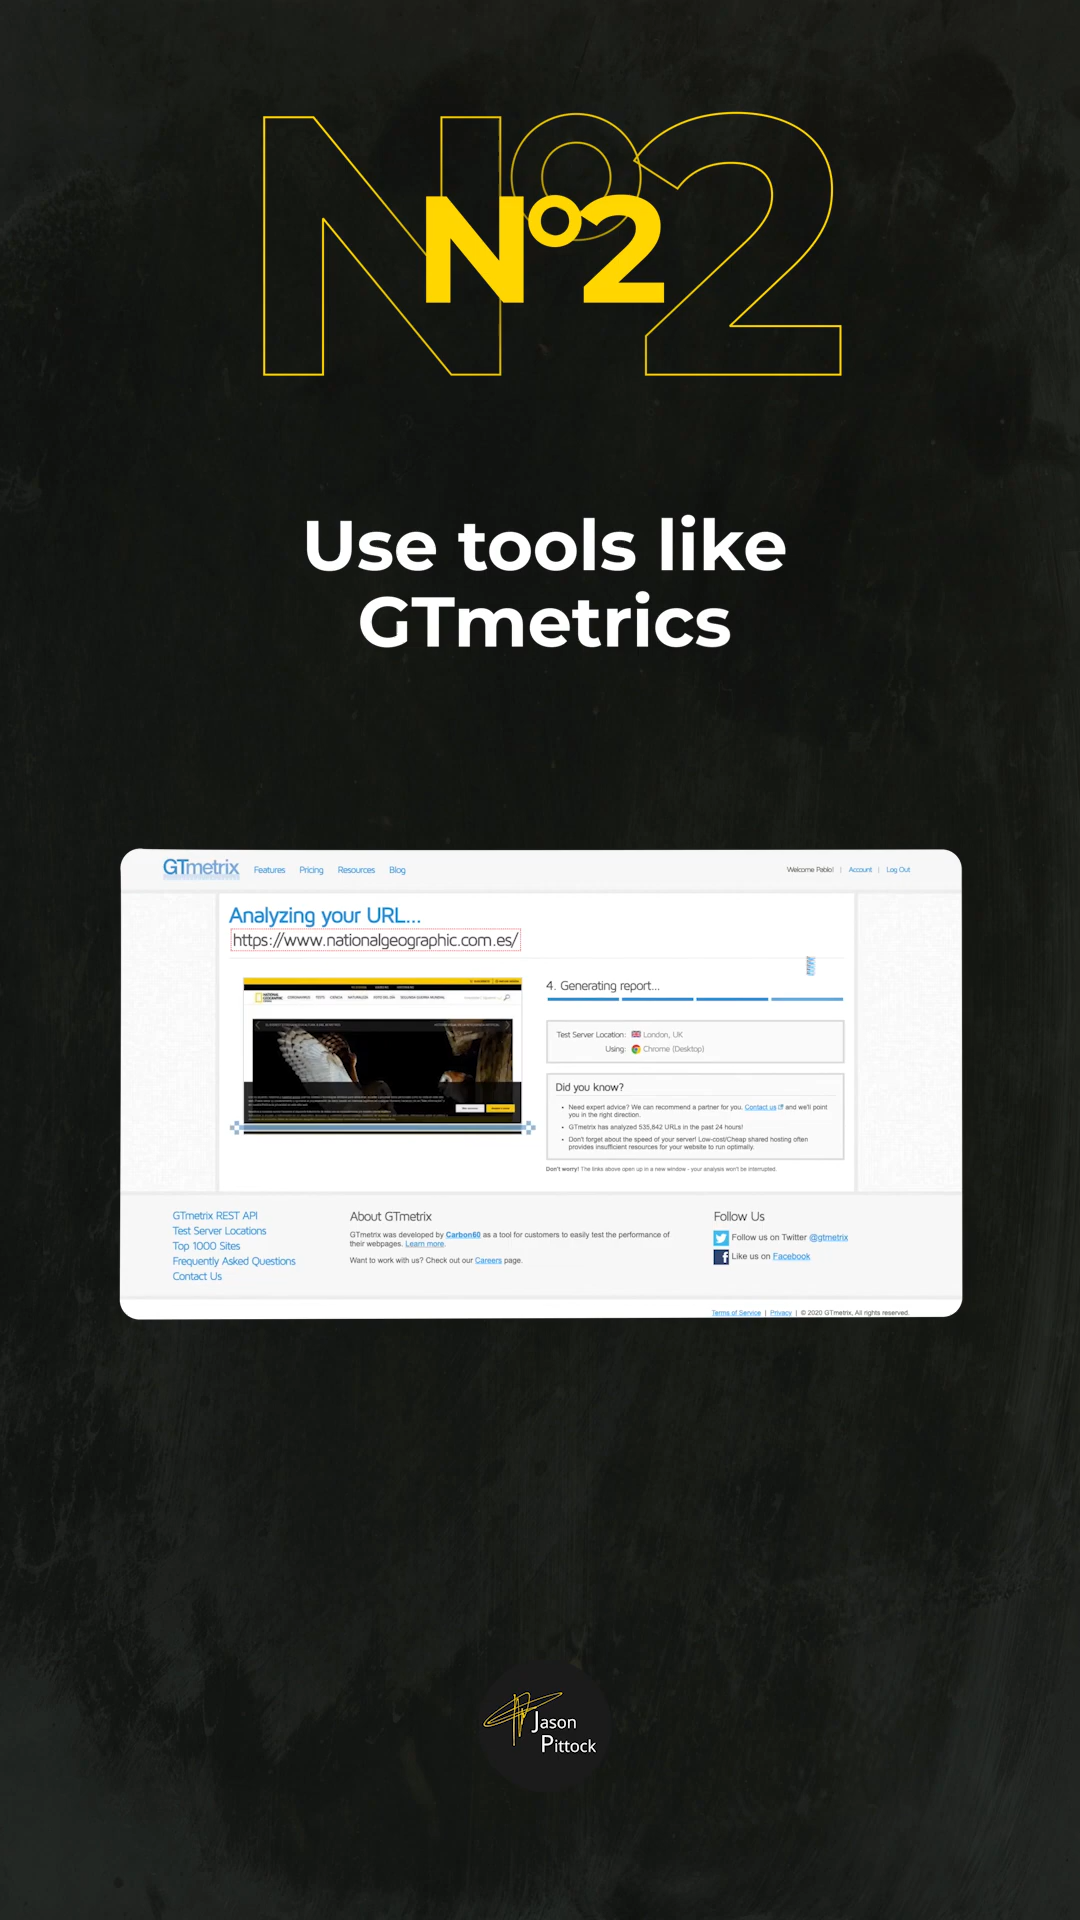 Nº2
Nº2
Use tools like
GTmetrics
GTmetrix Features Pricing Resources Blog Welcome Pablo! | Account | Log Out
Analyzing your URL...
https://www.nationalgeographic.com.es/
NATIONAL GEOGRAPHIC
4. Generating report...
Test Server Location: London, UK
Using: Chrome (Desktop)
Did you know?
• Need expert advice? We can recommend a partner for you. Contact us and we'll point
you in the right direction.
• GTmetrix has analyzed 535,842 URLs in the past 24 hours!
• Don't forget about the speed of your server! Low-cost/Cheap shared hosting often
provides insufficient resources for your website to run optimally.
Don't worry! The links above open up in a new window - your analysis won't be interrupted.
GTmetrix REST API
Test Server Locations
Top 1000 Sites
Frequently Asked Questions
Contact Us
About GTmetrix
GTmetrix was developed by Carbon60 as a tool for customers to easily test the performance of
their webpages. Learn more.
Want to work with us? Check out our Careers page.
Follow Us
Follow us on Twitter @gtmetrix
Like us on Facebook
Terms of Service | Privacy | © 2020 GTmetrix, All rights reserved.
Jason
Pittock